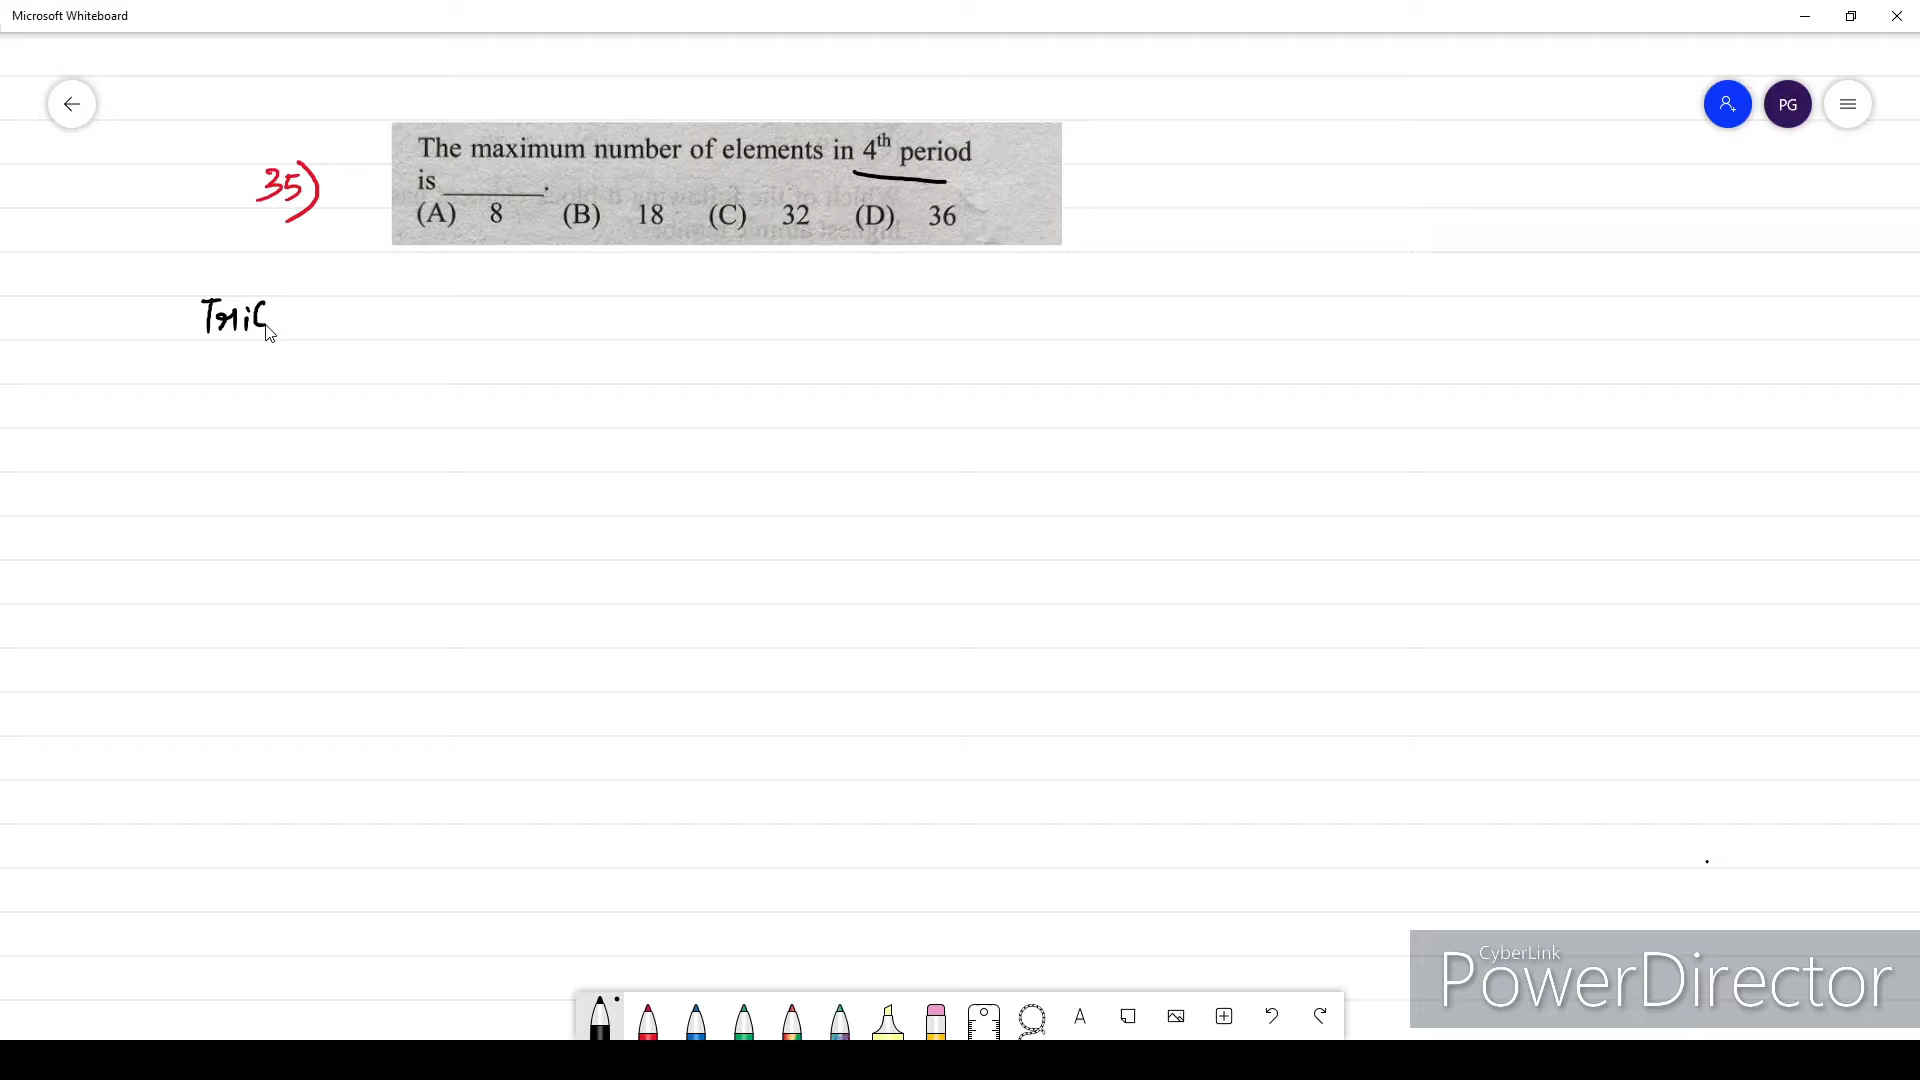 Microsoft Whiteboard
PG
35)
The maximum number of elements in 4th period
is ________.
(A) 8 (B) 18 (C) 32 (D) 36
TriC
A
CyberLink
PowerDirector